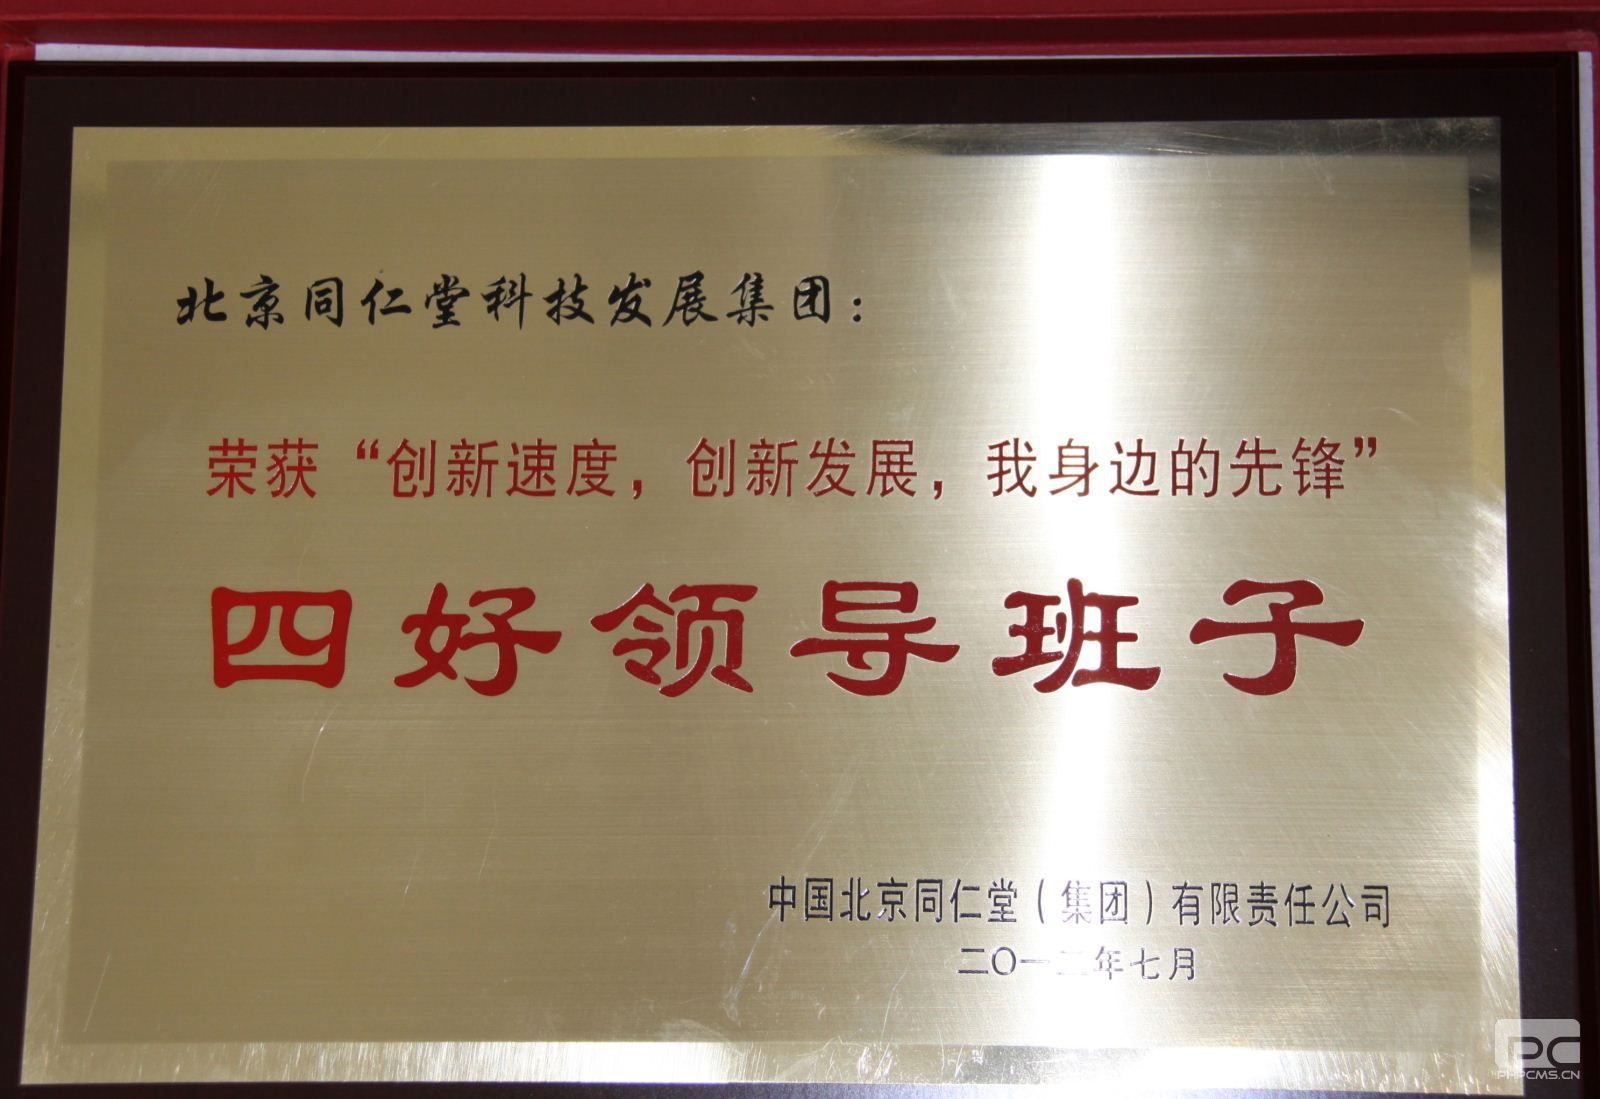 北京同仁堂科技发展集团：
荣获“创新速度，创新发展，我身边的先锋”
四好领导班子
中国北京同仁堂（集团）有限责任公司
二〇一二年七月
PC
PHPCMS.CN